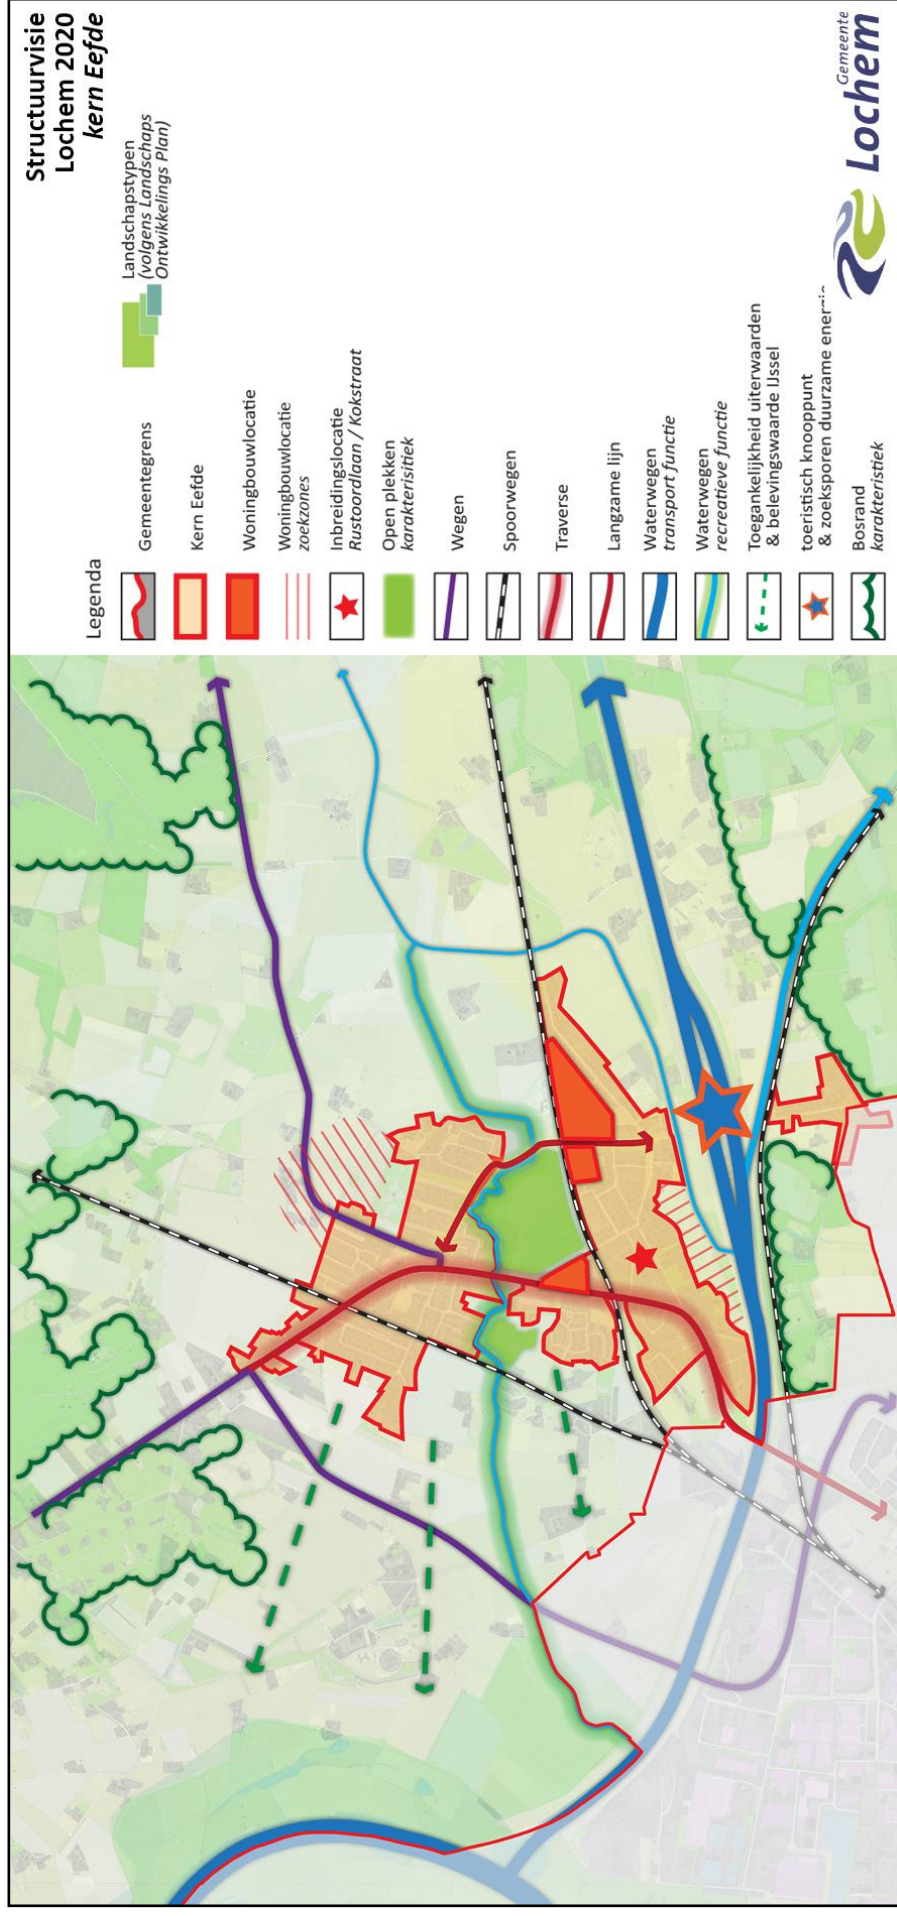 Structuurvisie
Lochem 2020
kern Eefde
Legenda
Gemeentegrens
Kern Eefde
Woningbouwlocatie
Woningbouwlocatie
zoekzones
Inbreidingslocatie
Rustoordlaan / Kokstraat
Open plekken
karakterisitiek
Wegen
Spoorwegen
Traverse
Langzame lijn
Waterwegen
transport functie
Waterwegen
recreatieve functie
Toegankelijkheid uiterwaarden
& belevingswaarde IJssel
toeristisch knooppunt
& zoeksporen duurzame energie
Bosrand
karakteristiek
Landschapstypen
(volgens Landschaps
Ontwikkelings Plan)
Gemeente
Lochem